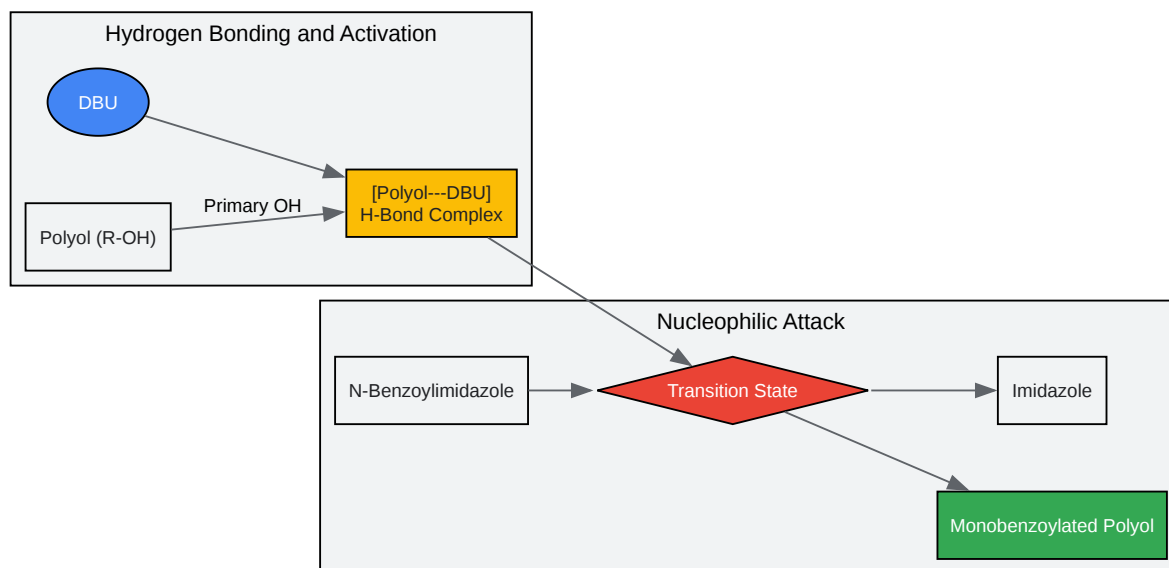 Hydrogen Bonding and Activation
DBU
Polyol (R-OH)
Primary OH
[Polyol---DBU]
H-Bond Complex
Nucleophilic Attack
N-Benzoylimidazole
Transition State
Imidazole
Monobenzoylated Polyol